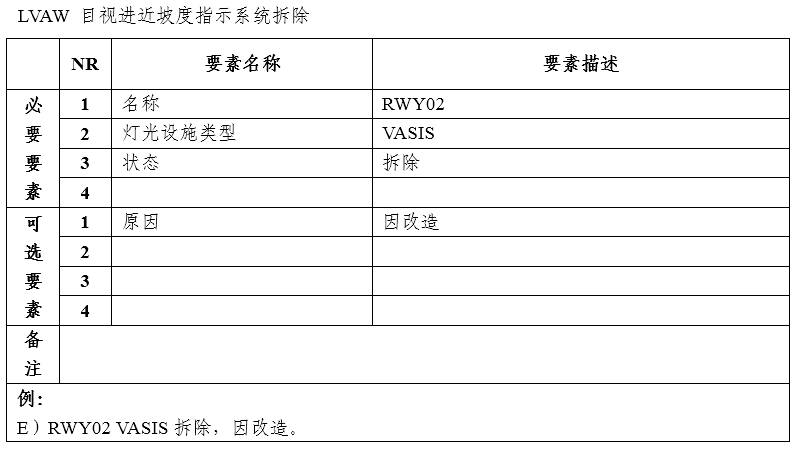 LVAW 目视进近坡度指示系统拆除
NR 要素名称 要素描述
必要要素
1 名称 RWY02
2 灯光设施类型 VASIS
3 状态 拆除
4
可选要素
1 原因 因改造
2
3
4
备注
例：
E）RWY02 VASIS 拆除，因改造。